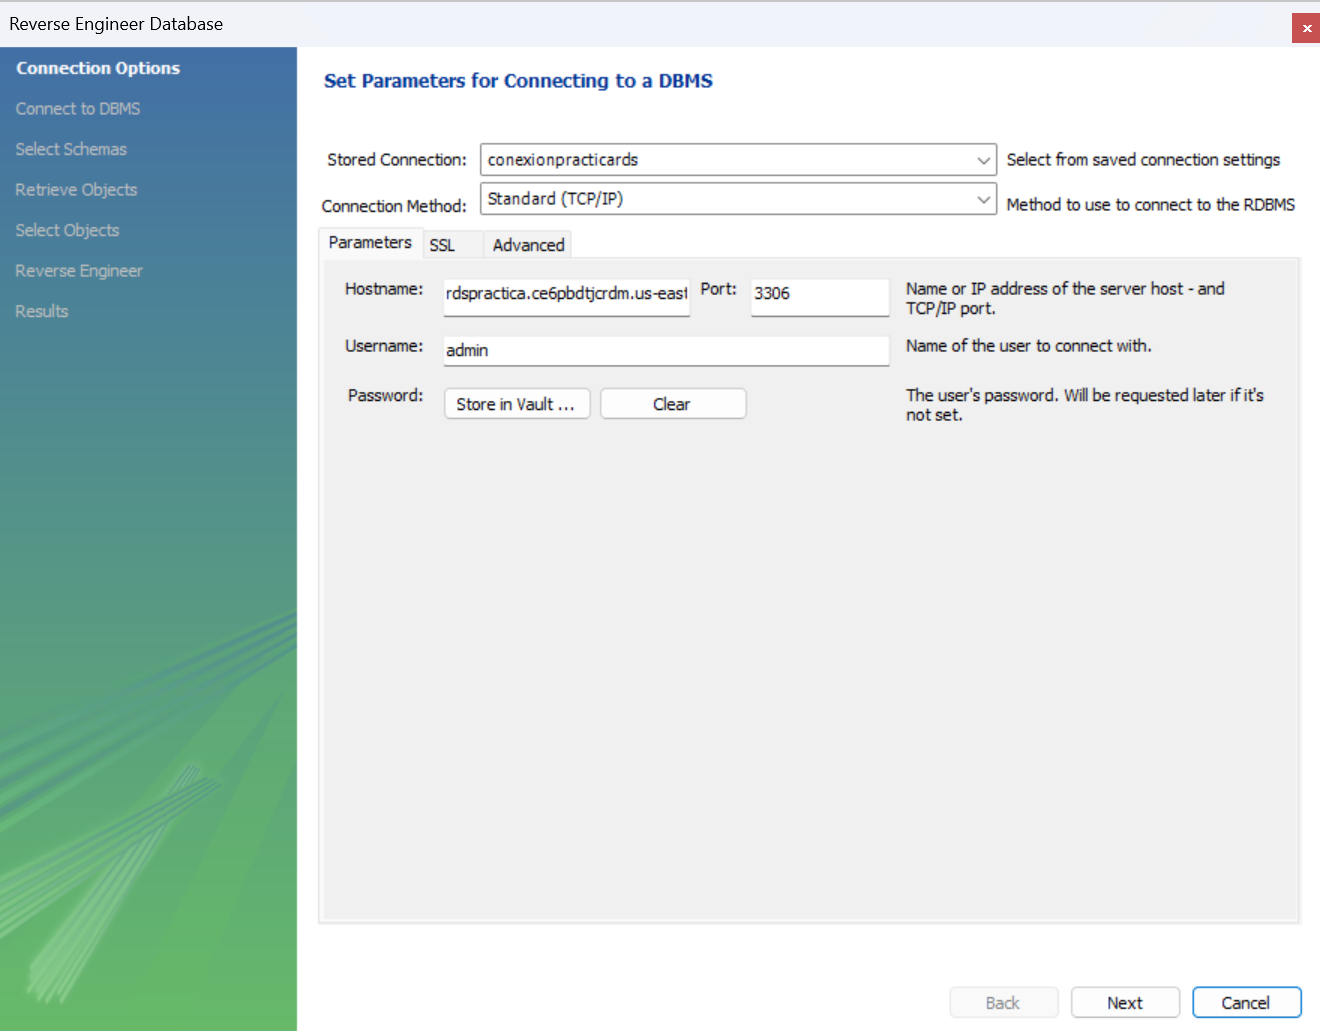 Reverse Engineer Database
Connection Options
Connect to DBMS
Select Schemas
Retrieve Objects
Select Objects
Reverse Engineer
Results
Set Parameters for Connecting to a DBMS
Stored Connection: conexionpracticards Select from saved connection settings
Connection Method: Standard (TCP/IP) Method to use to connect to the RDBMS
Parameters SSL Advanced
Hostname: rdspractica.ce6pbdtjcrdm.us-east Port: 3306 Name or IP address of the server host - and
TCP/IP port.
Username: admin Name of the user to connect with.
Password: Store in Vault ... Clear The user's password. Will be requested later if it's
not set.
Back Next Cancel